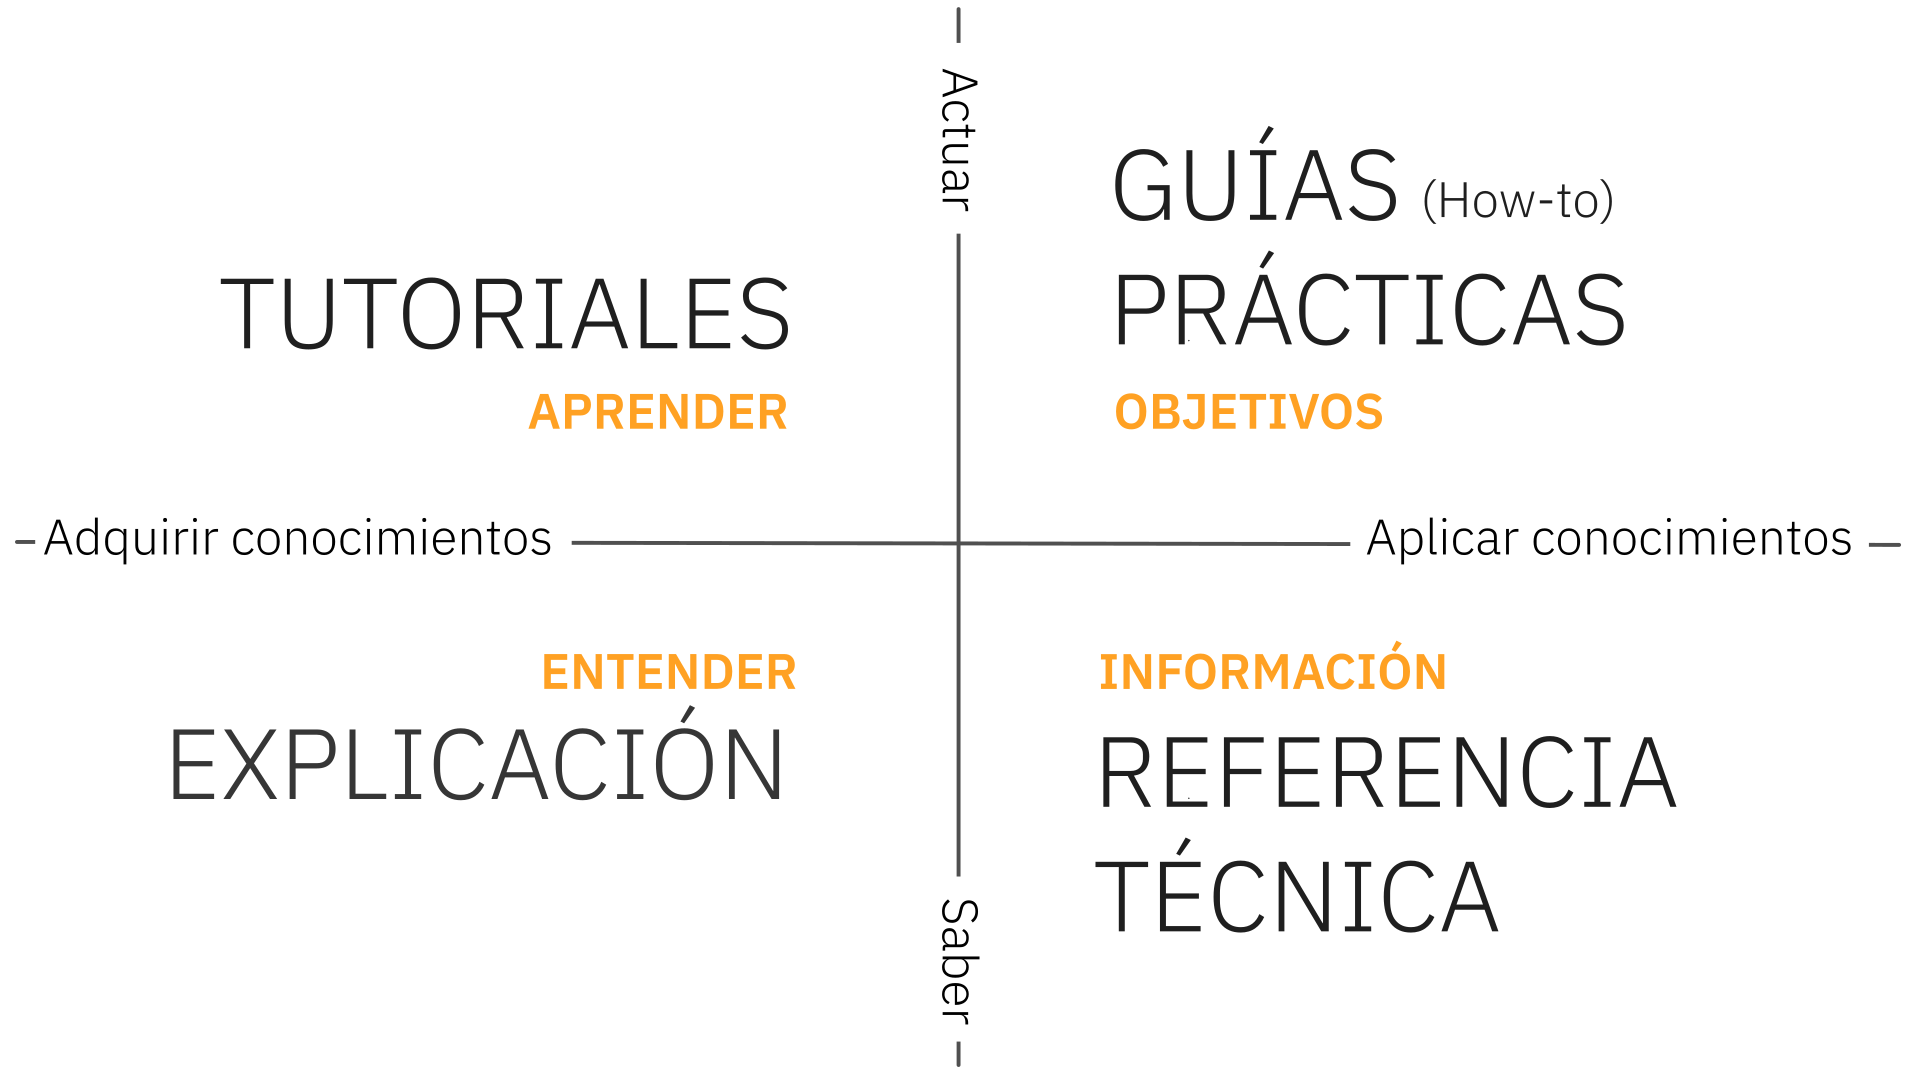 Actuar
GUÍAS (How-to)
PRÁCTICAS
OBJETIVOS
TUTORIALES
APRENDER
Adquirir conocimientos
Aplicar conocimientos
ENTENDER
EXPLICACIÓN
INFORMACIÓN
REFERENCIA
TÉCNICA
Saber